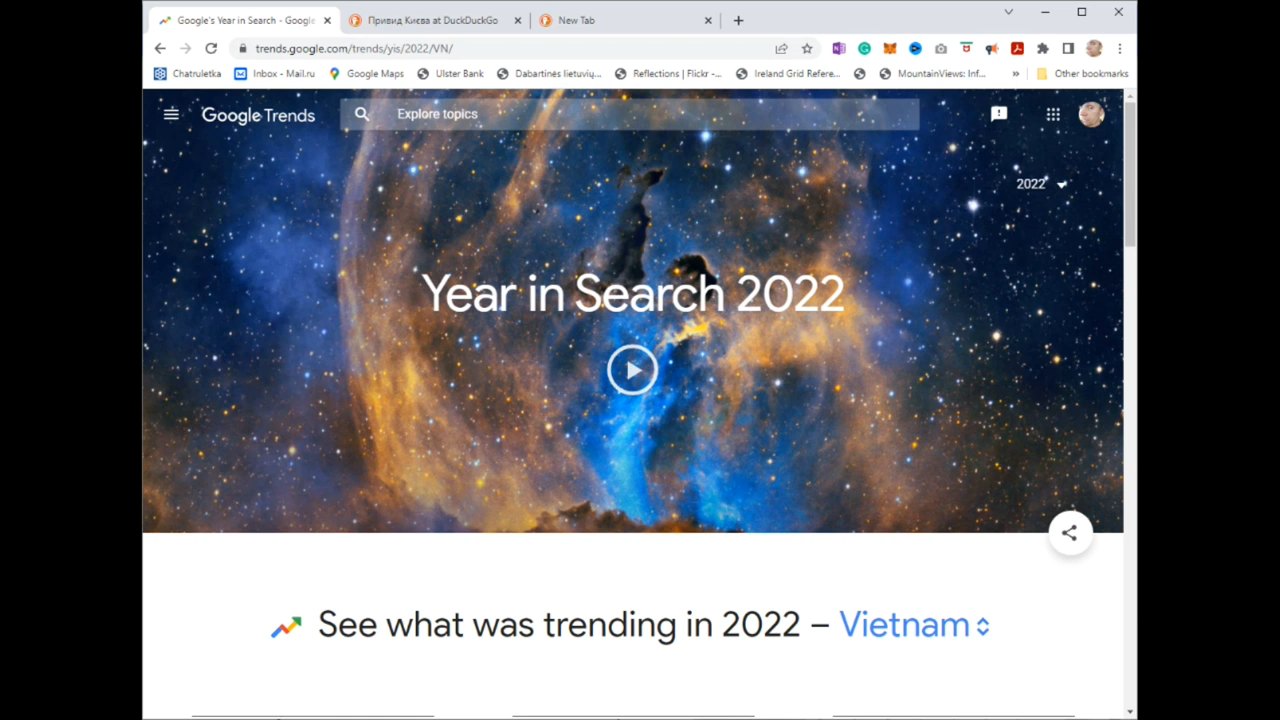 Google's Year in Search - Google
Привид Києва at DuckDuckGo
New Tab
trends.google.com/trends/yis/2022/VN/
Chatruletka
Inbox - Mail.ru
Google Maps
Ulster Bank
Dabartinės lietuvių...
Reflections | Flickr -...
Ireland Grid Refere...
MountainViews: Inf...
»
Other bookmarks
Google Trends
Explore topics
2022
Year in Search 2022
See what was trending in 2022 – Vietnam